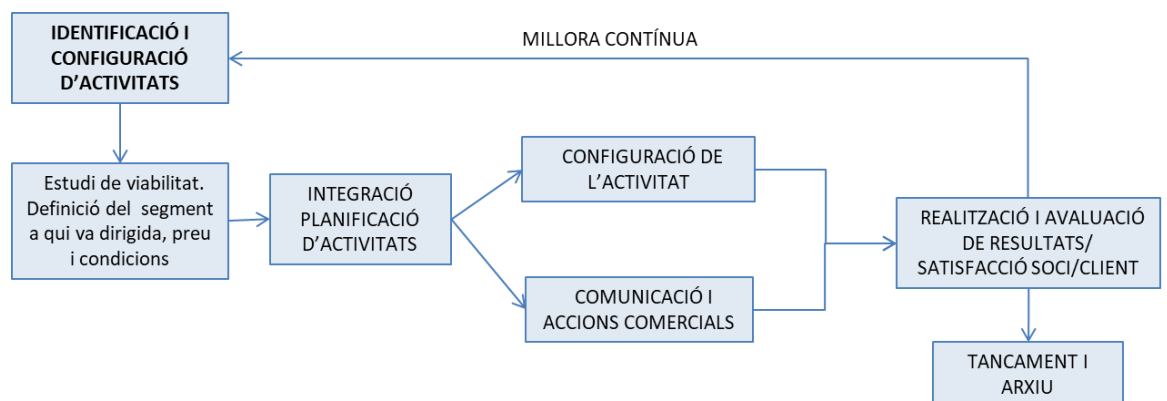 IDENTIFICACIÓ I
CONFIGURACIÓ
D'ACTIVITATS
MILLORA CONTÍNUA
Estudi de viabilitat.
Definició del segment
a qui va dirigida, preu
i condicions
INTEGRACIÓ
PLANIFICACIÓ
D'ACTIVITATS
CONFIGURACIÓ DE
L'ACTIVITAT
COMUNICACIÓ I
ACCIONS COMERCIALS
REALITZACIÓ I AVALUACIÓ
DE RESULTATS/
SATISFACCIÓ SOCI/CLIENT
TANCAMENT I
ARXIU